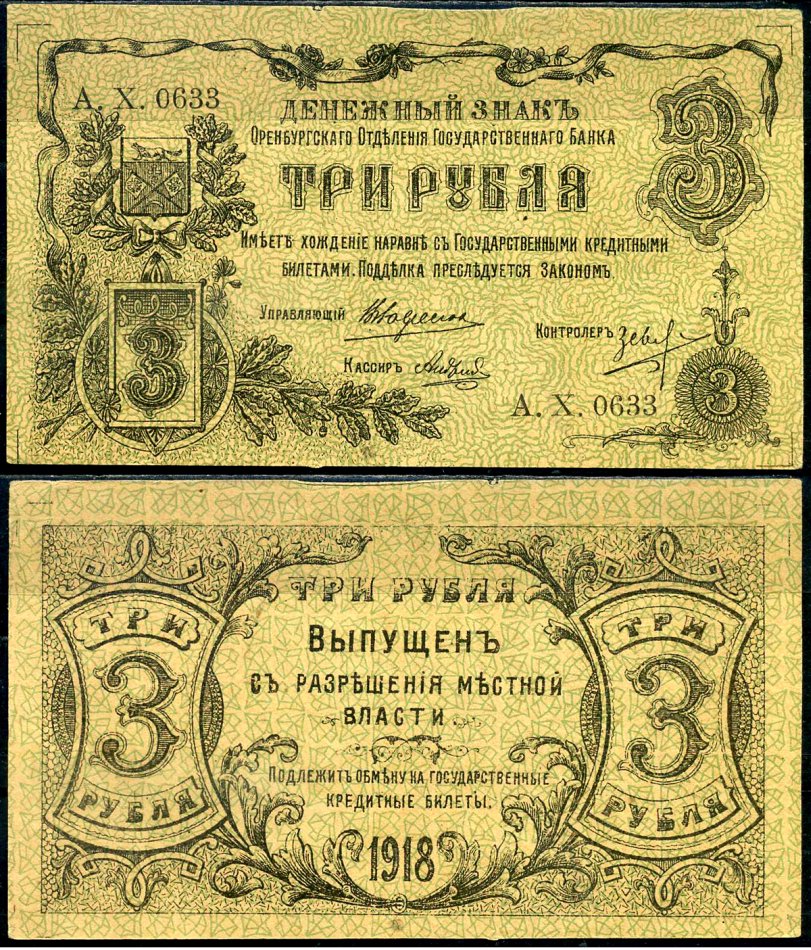 А. Х. 0633
ДЕНЕЖНЫЙ ЗНАКЪ
ОРЕНБУРГСКАГО ОТДѢЛЕНІЯ ГОСУДАРСТВЕННАГО БАНКА
3
ТРИ РУБЛЯ
ИМѢЕТЪ ХОЖДЕНІЕ НАРАВНѢ СЪ ГОСУДАРСТВЕННЫМИ КРЕДИТНЫМИ
БИЛЕТАМИ. ПОДДѢЛКА ПРЕСЛѢДУЕТСЯ ЗАКОНОМЪ
УПРАВЛЯЮЩІЙ
КОНТРОЛЕРЪ
КАССИРЪ
3
3
А. Х. 0633
ТРИ РУБЛЯ
ТРИ
3
РУБЛЯ
ВЫПУЩЕНЪ
СЪ РАЗРѢШЕНІЯ МѢСТНОЙ
ВЛАСТИ
ПОДЛЕЖИТЪ ОБМѢНУ НА ГОСУДАРСТВЕННЫЕ
КРЕДИТНЫЕ БИЛЕТЫ.
1918
ТРИ
3
РУБЛЯ